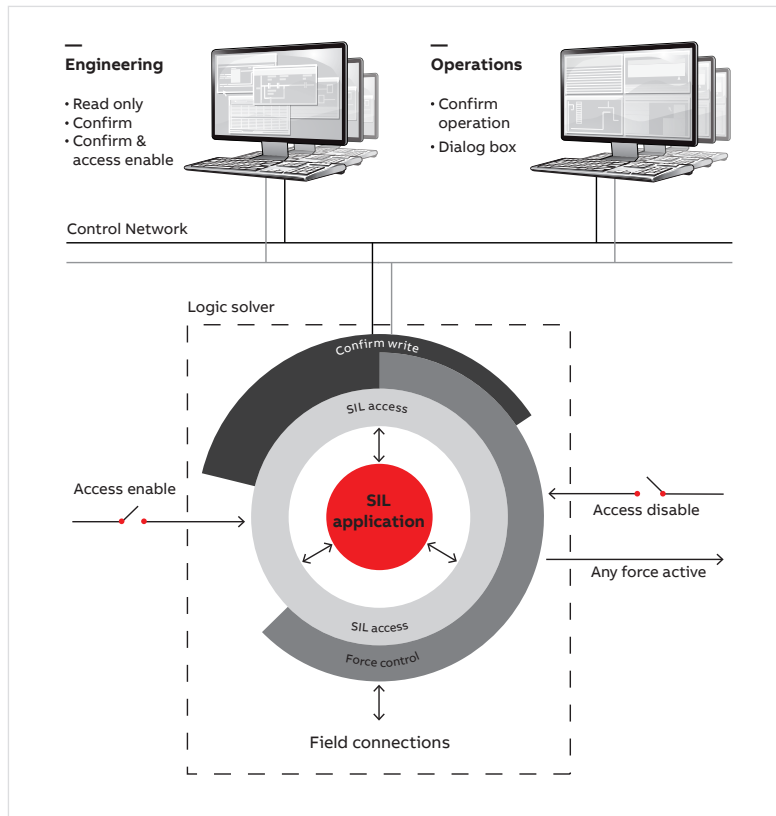 Engineering
• Read only
• Confirm
• Confirm &
access enable
Operations
• Confirm
operation
• Dialog box
Control Network
Logic solver
Confirm write
SIL access
Access enable
SIL
application
Access disable
Any force active
SIL access
Force control
Field connections